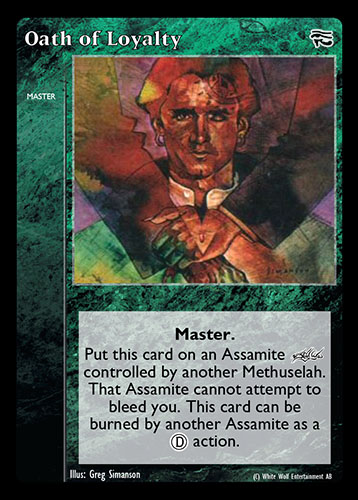 Oath of Loyalty
MASTER
SIMANSON
Master.
Put this card on an Assamite
controlled by another Methuselah.
That Assamite cannot attempt to
bleed you. This card can be
burned by another Assamite as a
D action.
Illus: Greg Simanson
(C) White Wolf Entertainment AB